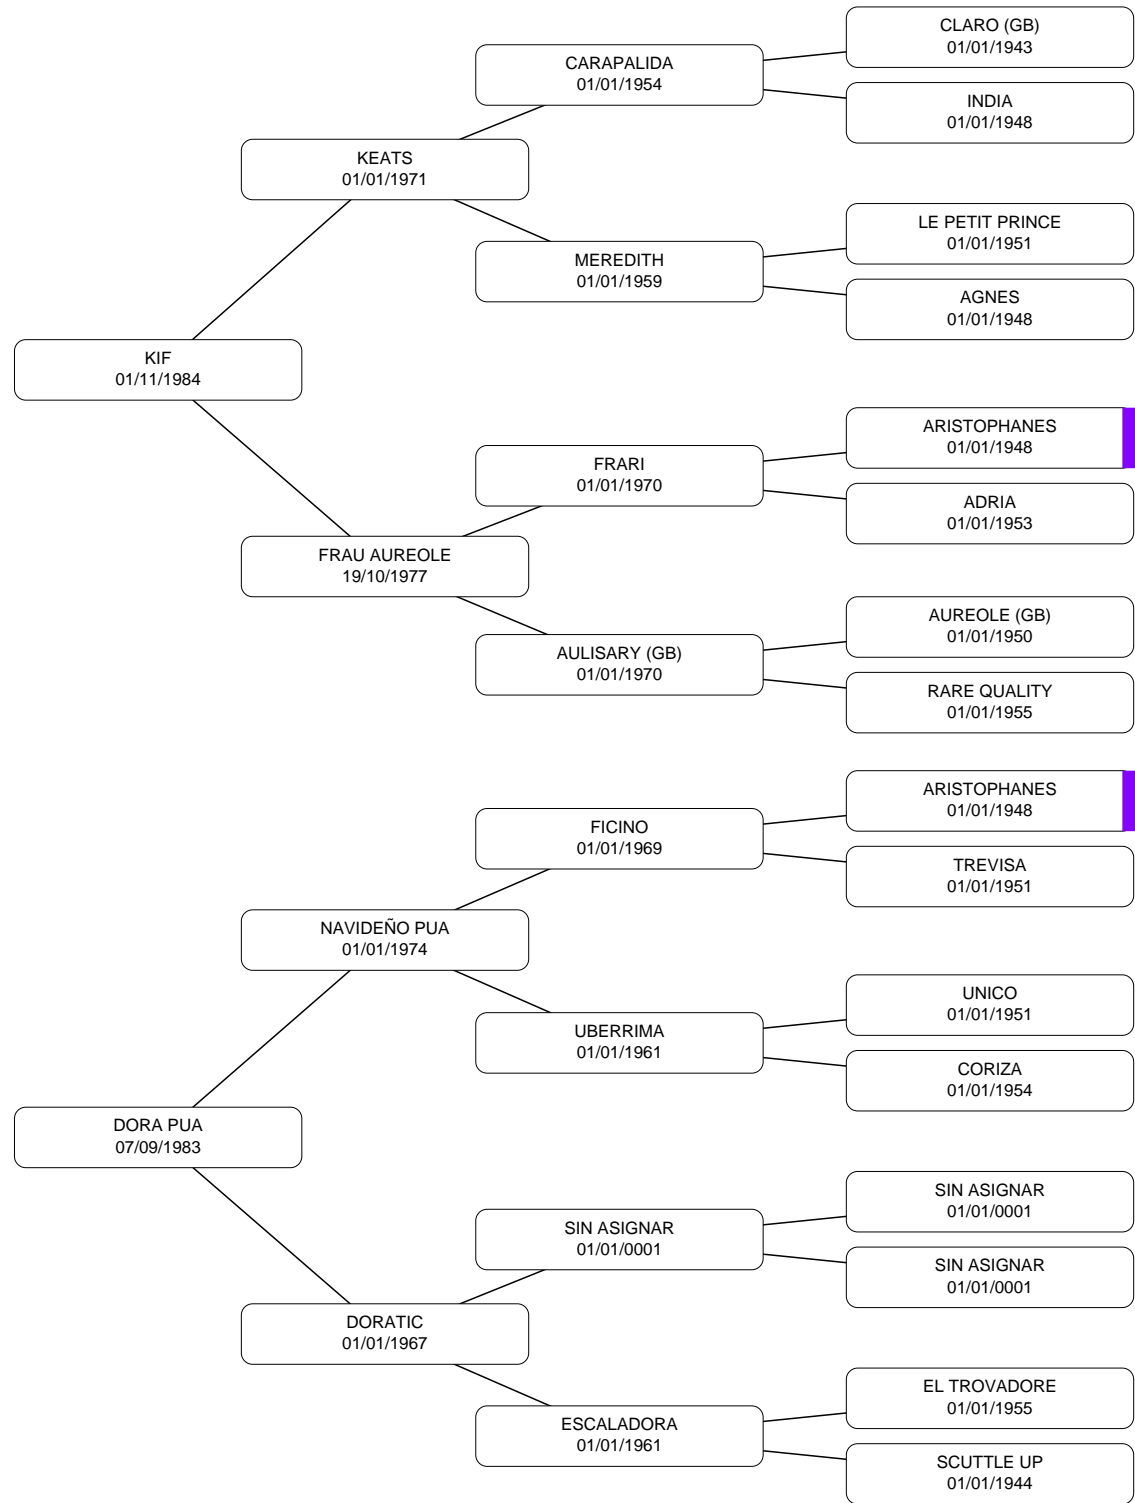 CLARO (GB)
01/01/1943
CARAPALIDA
01/01/1954
INDIA
01/01/1948
KEATS
01/01/1971
LE PETIT PRINCE
01/01/1951
MEREDITH
01/01/1959
AGNES
01/01/1948
KIF
01/11/1984
ARISTOPHANES
01/01/1948
FRARI
01/01/1970
ADRIA
01/01/1953
FRAU AUREOLE
19/10/1977
AUREOLE (GB)
01/01/1950
AULISARY (GB)
01/01/1970
RARE QUALITY
01/01/1955
ARISTOPHANES
01/01/1948
FICINO
01/01/1969
TREVISA
01/01/1951
NAVIDEÑO PUA
01/01/1974
UNICO
01/01/1951
UBERRIMA
01/01/1961
CORIZA
01/01/1954
DORA PUA
07/09/1983
SIN ASIGNAR
01/01/0001
SIN ASIGNAR
01/01/0001
SIN ASIGNAR
01/01/0001
DORATIC
01/01/1967
EL TROVADORE
01/01/1955
ESCALADORA
01/01/1961
SCUTTLE UP
01/01/1944